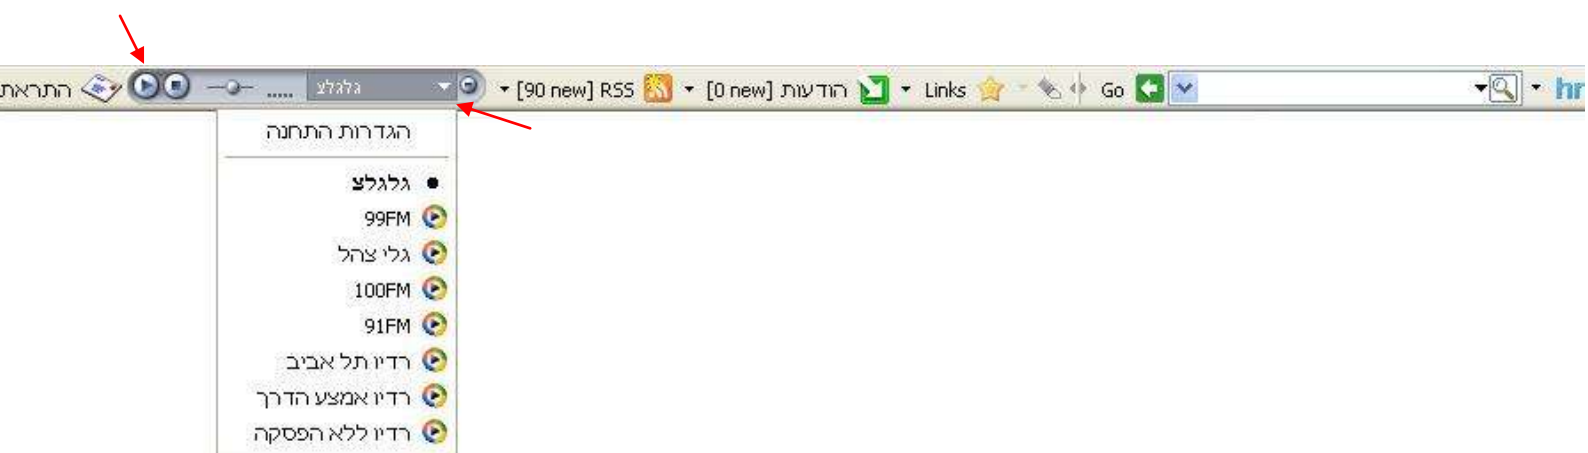 hr Go Links הודעות [0 new] RSS [90 new] גלגלצ ..... התראת
הגדרות התחנה
גלגלצ
99FM
גלי צהל
100FM
91FM
רדיו תל אביב
רדיו אמצע הדרך
רדיו ללא הפסקה